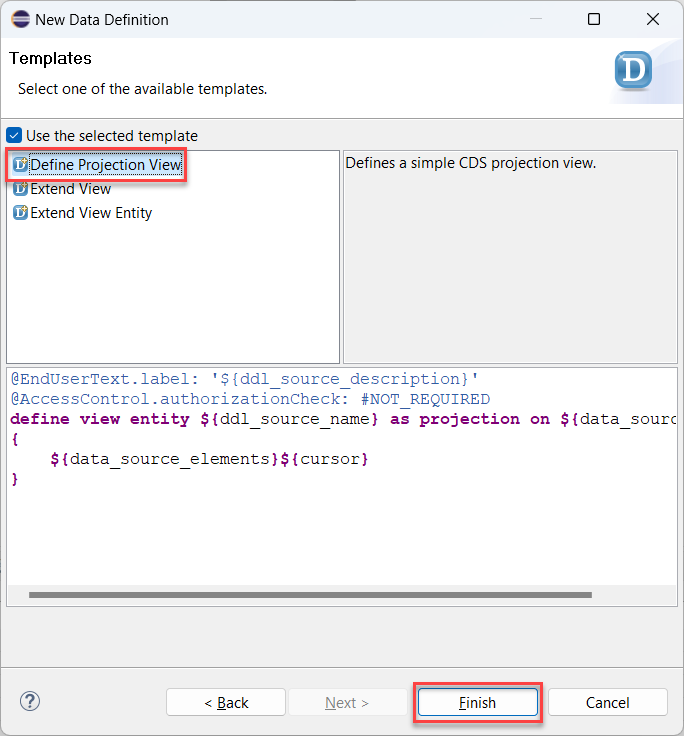 New Data Definition
Templates
Select one of the available templates.
D
Use the selected template
Define Projection View
Extend View
Extend View Entity
Defines a simple CDS projection view.
@EndUserText.label: '${ddl_source_description}'
@AccessControl.authorizationCheck: #NOT_REQUIRED
define view entity ${ddl_source_name} as projection on ${data_sourc
{
    ${data_source_elements}${cursor}
}
?
< Back
Next >
Finish
Cancel